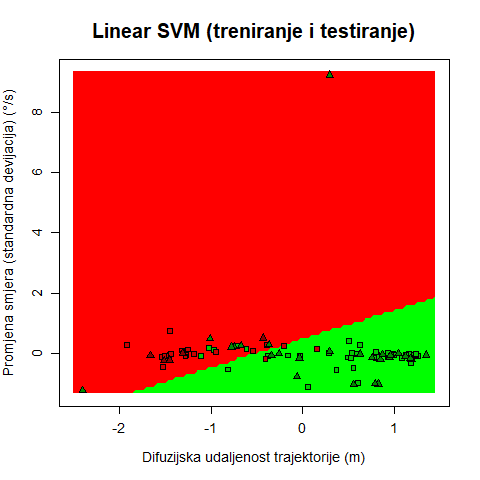 Linear SVM (treniranje i testiranje)
Promjena smjera (standardna devijacija) (°/s)
8
6
4
2
0
-2 -1 0 1
Difuzijska udaljenost trajektorije (m)